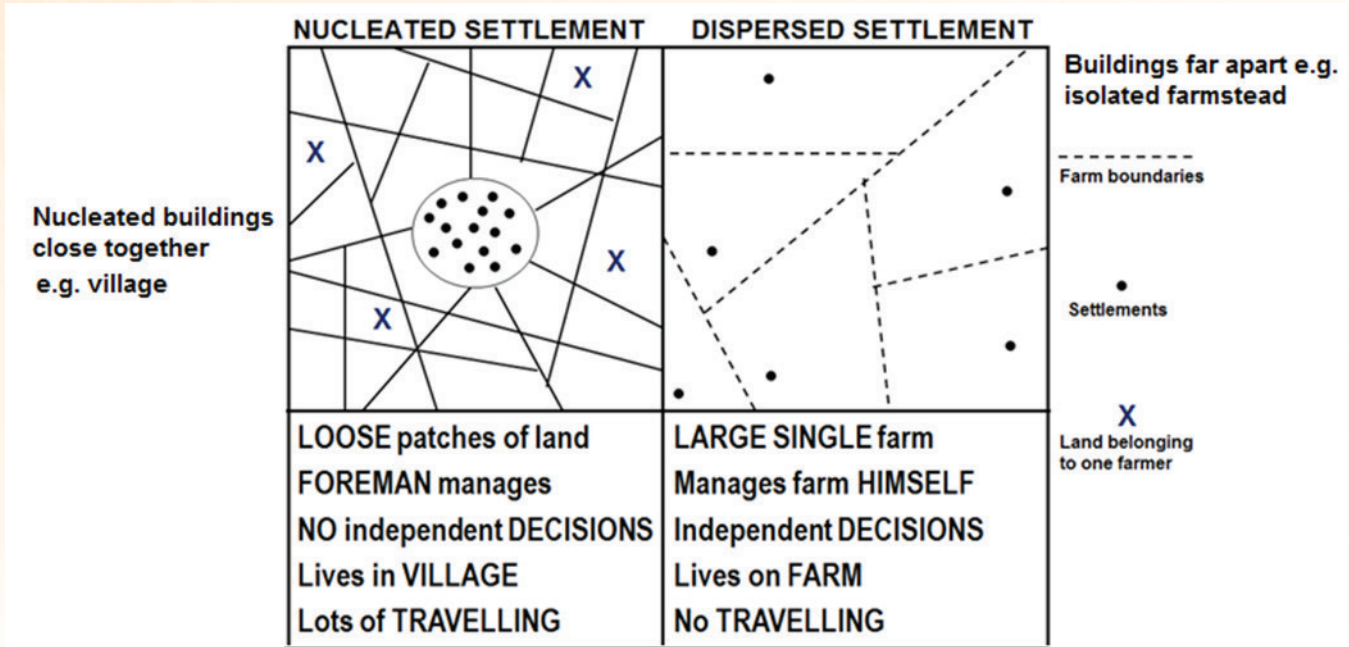 NUCLEATED SETTLEMENT
DISPERSED SETTLEMENT
Nucleated buildings
close together
e.g. village
X
X
X
X
Buildings far apart e.g.
isolated farmstead
Farm boundaries
Settlements
X
Land belonging
to one farmer
LOOSE patches of land
FOREMAN manages
NO independent DECISIONS
Lives in VILLAGE
Lots of TRAVELLING
LARGE SINGLE farm
Manages farm HIMSELF
Independent DECISIONS
Lives on FARM
No TRAVELLING